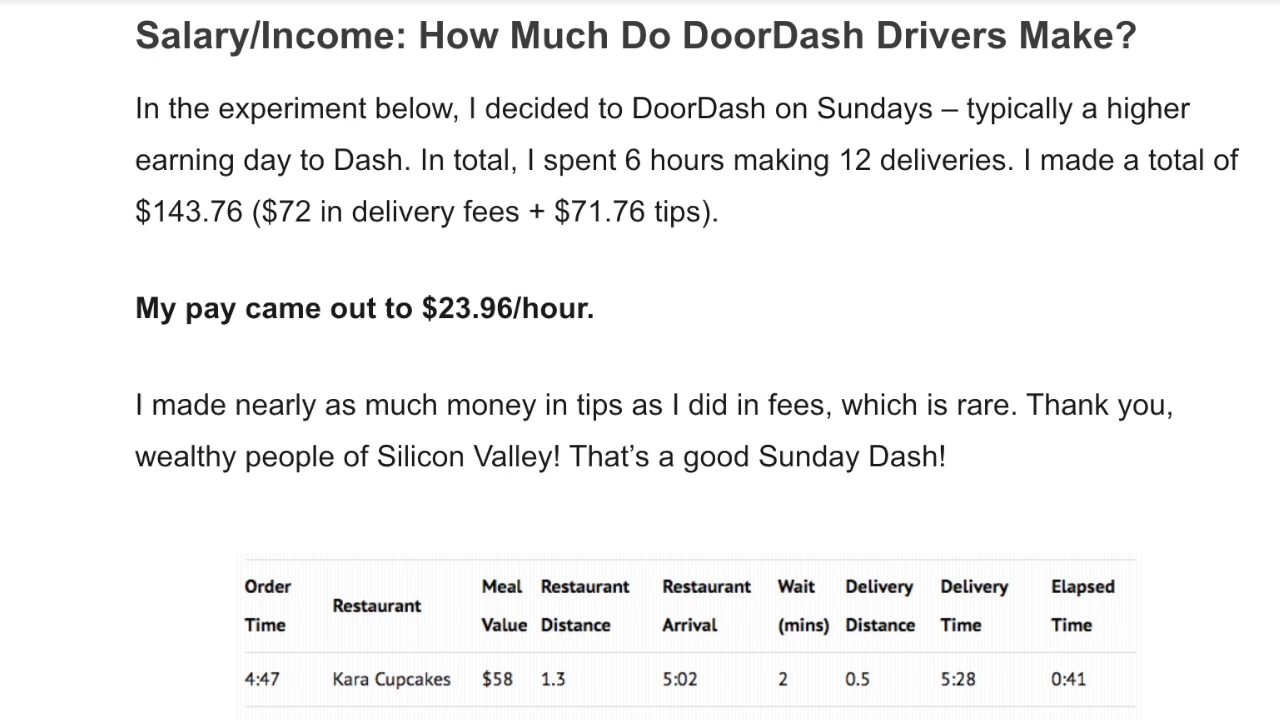 Salary/Income: How Much Do DoorDash Drivers Make?
In the experiment below, I decided to DoorDash on Sundays – typically a higher
earning day to Dash. In total, I spent 6 hours making 12 deliveries. I made a total of
$143.76 ($72 in delivery fees + $71.76 tips).
My pay came out to $23.96/hour.
I made nearly as much money in tips as I did in fees, which is rare. Thank you,
wealthy people of Silicon Valley! That’s a good Sunday Dash!
Order Time Restaurant Meal Value Restaurant Distance Restaurant Arrival Wait (mins) Delivery Distance Delivery Time Elapsed Time
4:47 Kara Cupcakes $58 1.3 5:02 2 0.5 5:28 0:41